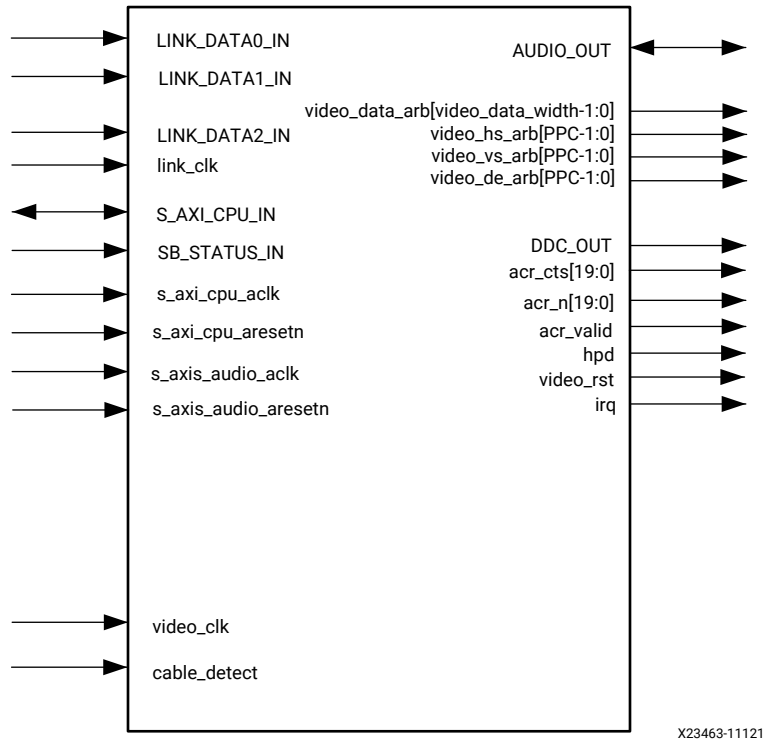 LINK_DATA0_IN
LINK_DATA1_IN
LINK_DATA2_IN
link_clk
S_AXI_CPU_IN
SB_STATUS_IN
s_axi_cpu_aclk
s_axi_cpu_aresetn
s_axis_audio_aclk
s_axis_audio_aresetn
video_clk
cable_detect
AUDIO_OUT
video_data_arb[video_data_width-1:0]
video_hs_arb[PPC-1:0]
video_vs_arb[PPC-1:0]
video_de_arb[PPC-1:0]
DDC_OUT
acr_cts[19:0]
acr_n[19:0]
acr_valid
hpd
video_rst
irq
X23463-11121